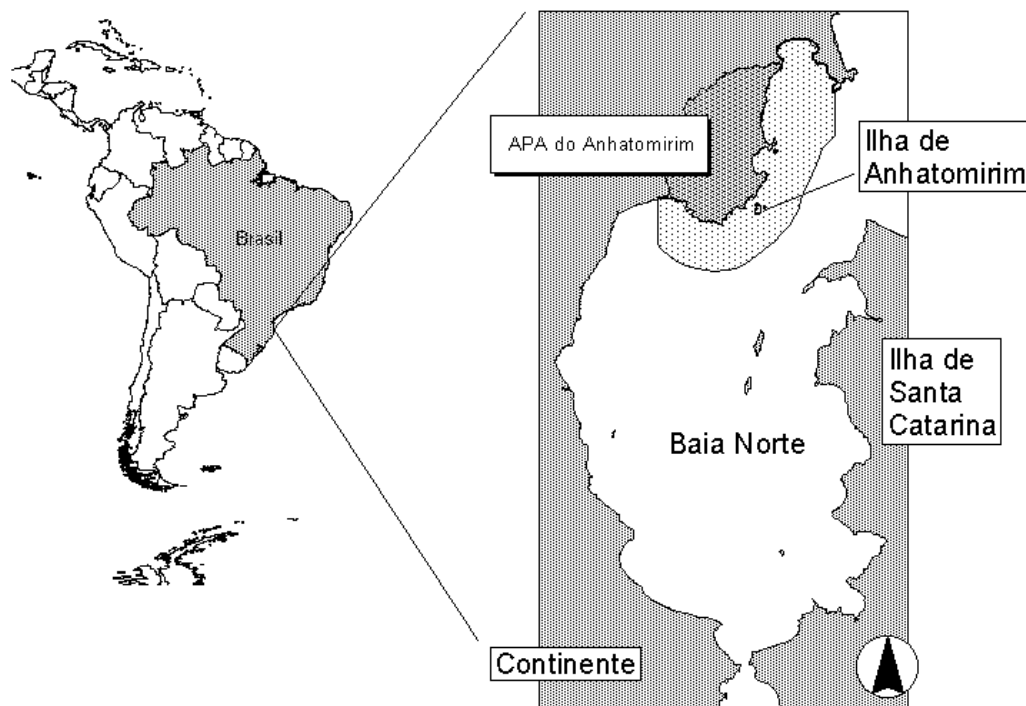 APA do Anhatomirim
Ilha de
Anhatomirim
Brasil
Ilha de
Santa
Catarina
Baia Norte
Continente